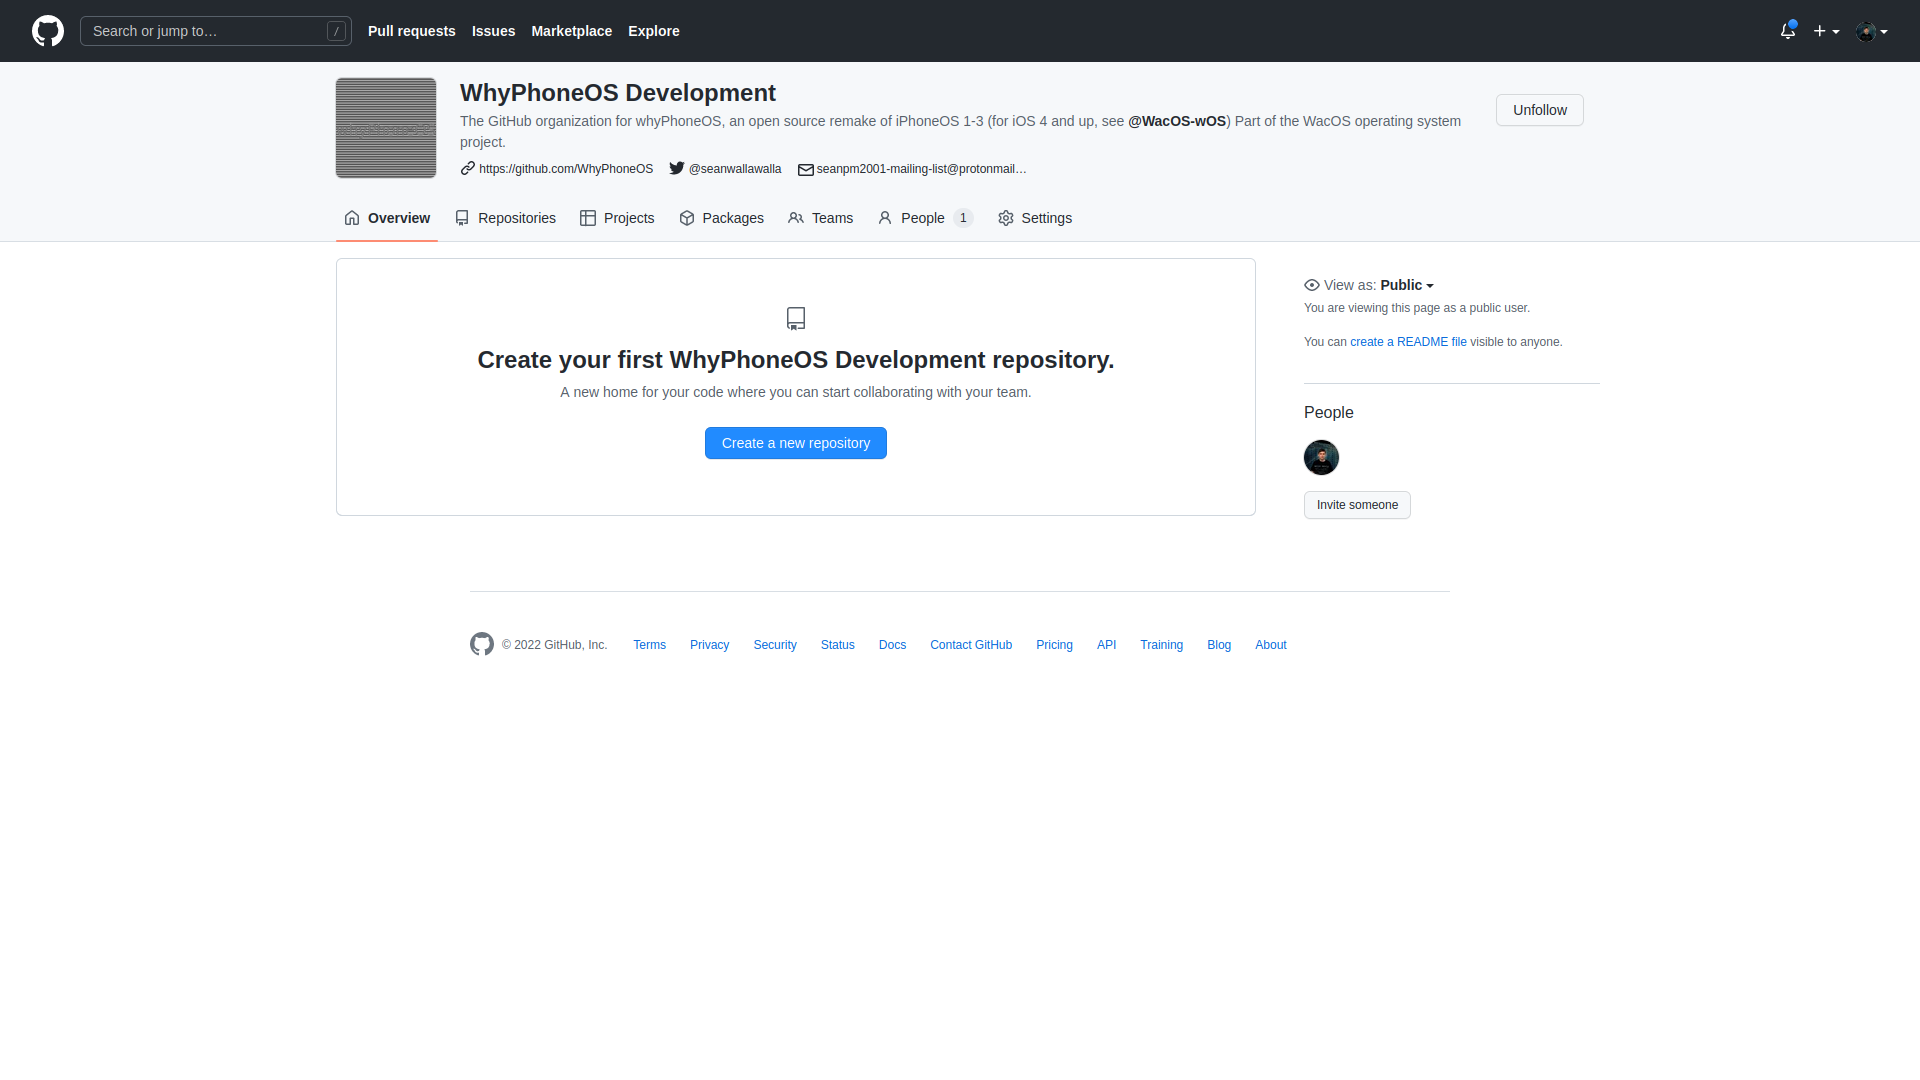 Search or jump to…
/
Pull requests
Issues
Marketplace
Explore
WhyPhoneOS Development
The GitHub organization for whyPhoneOS, an open source remake of iPhoneOS 1-3 (for iOS 4 and up, see @WacOS-wOS) Part of the WacOS operating system
project.
Unfollow
https://github.com/WhyPhoneOS
@seanwallawalla
seanpm2001-mailing-list@protonmail…
Overview
Repositories
Projects
Packages
Teams
People 1
Settings
Create your first WhyPhoneOS Development repository.
A new home for your code where you can start collaborating with your team.
Create a new repository
View as: Public
You are viewing this page as a public user.
You can create a README file visible to anyone.
People
Invite someone
© 2022 GitHub, Inc.
Terms
Privacy
Security
Status
Docs
Contact GitHub
Pricing
API
Training
Blog
About